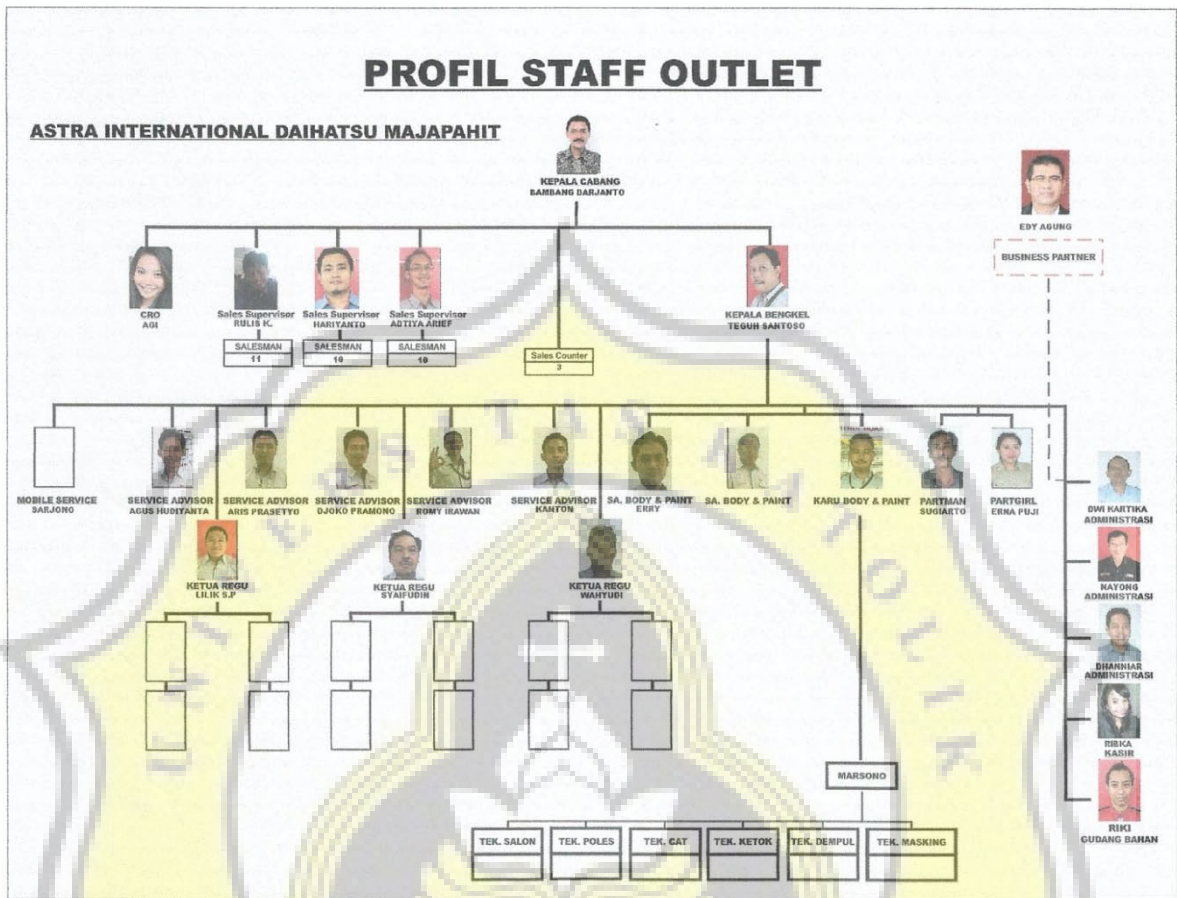 PROFIL STAFF OUTLET
ASTRA INTERNATIONAL DAIHATSU MAJAPAHIT
KEPALA CABANG
BAMBANG DARJANTO
EDY AGUNG
BUSINESS PARTNER
CRO
AGI
Sales Supervisor
RULIS K.
SALESMAN
11
Sales Supervisor
HARIYANTO
SALESMAN
10
Sales Supervisor
ADTIYA ARIEF
SALESMAN
10
Sales Counter
3
KEPALA BENGKEL
TEGUH SANTOSO
MOBILE SERVICE
SARJONG
SERVICE ADVISOR
AGUS HUDIYANTA
SERVICE ADVISOR
ARIS PRASETYO
SERVICE ADVISOR
DJOKO PRAMONO
SERVICE ADVISOR
ROMY IRAWAN
SERVICE ADVISOR
KANTON
SA. BODY & PAINT
ERRY
SA. BODY & PAINT
KARU BODY & PAINT
PARTMAN
SUGIARTO
PARTGIRL
ERNA PUJI
DWI KARTIKA
ADMINISTRASI
KETUA REGU
LILIK S.P
KETUA REGU
SYAIFUDIN
KETUA REGU
WAHYUDI
NAYONG
ADMINISTRASI
DHANNIAR
ADMINISTRASI
RIBKA
KASIR
RIKI
GUDANG BAHAN
MARSONO
TEK. SALON
TEK. POLES
TEK. CAT
TEK. KETOK
TEK. DEMPUL
TEK. MASKING